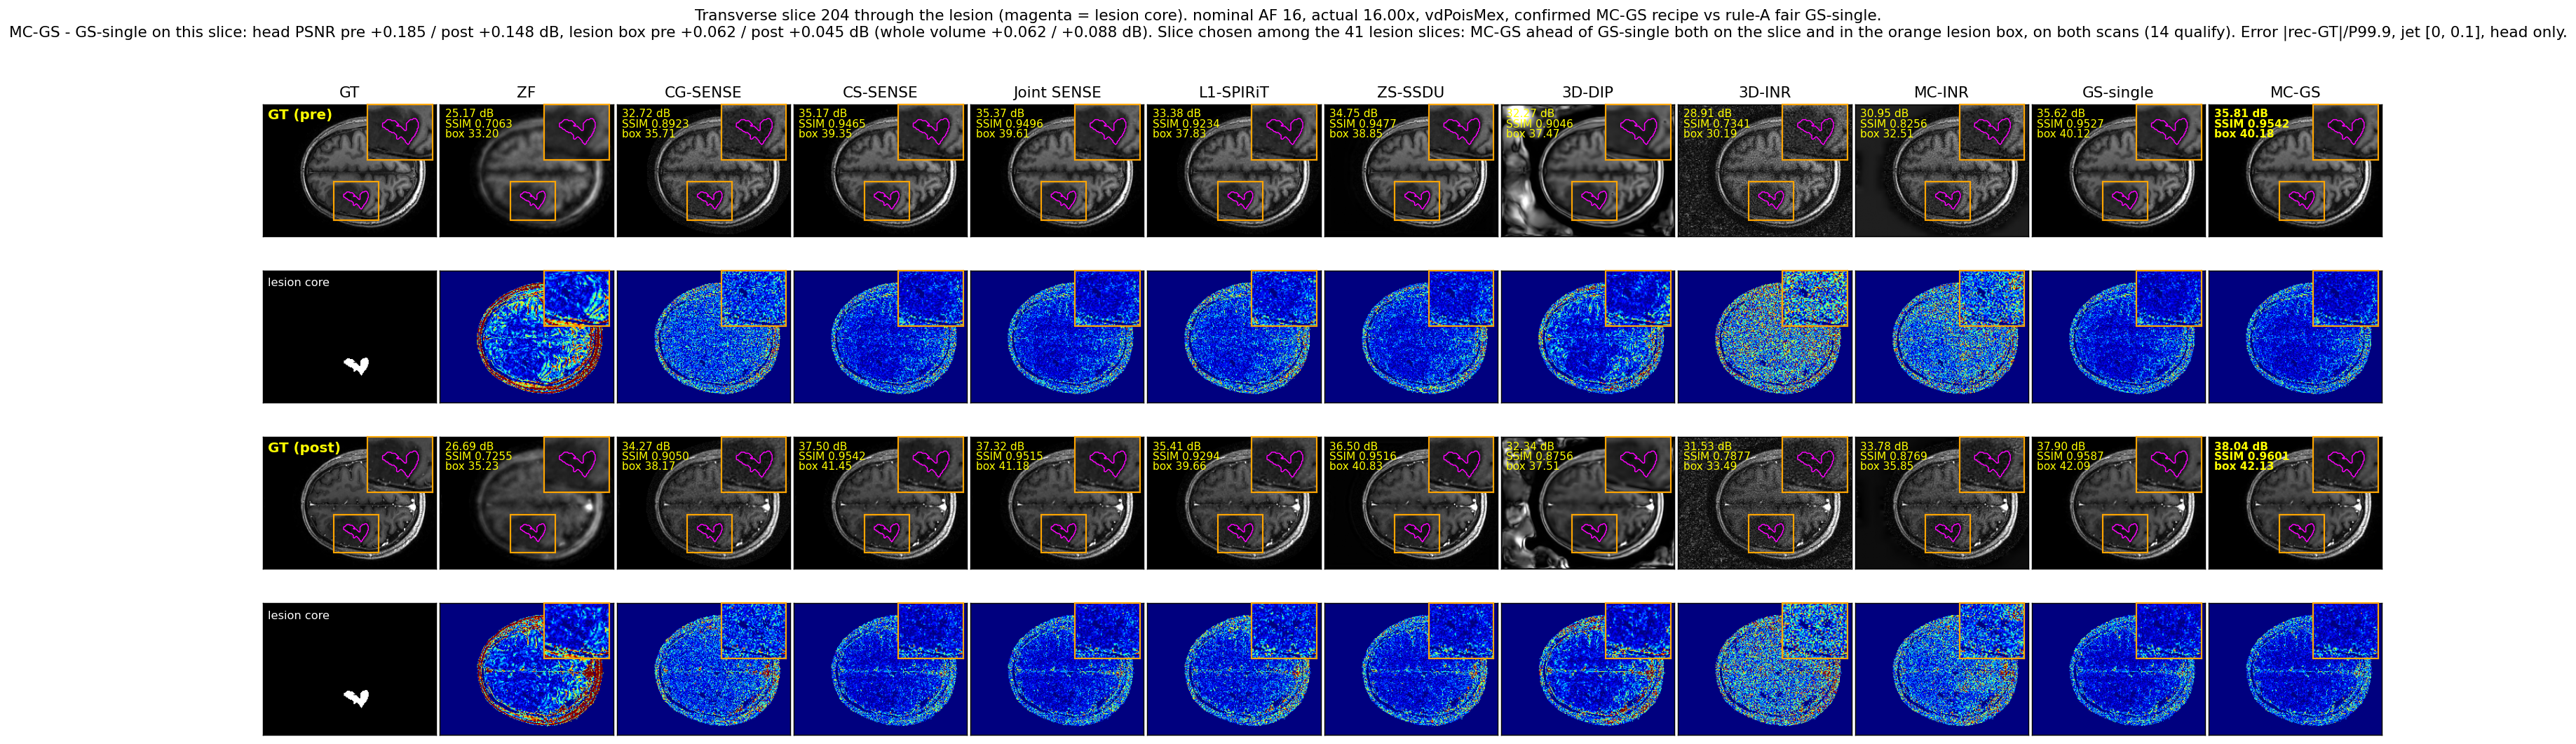 Transverse slice 204 through the lesion (magenta = lesion core). nominal AF 16, actual 16.00x, vdPoisMex, confirmed MC-GS recipe vs rule-A fair GS-single.
MC-GS - GS-single on this slice: head PSNR pre +0.185 / post +0.148 dB, lesion box pre +0.062 / post +0.045 dB (whole volume +0.062 / +0.088 dB). Slice chosen among the 41 lesion slices: MC-GS ahead of GS-single both on the slice and in the orange lesion box, on both scans (14 qualify). Error |rec-GT|/P99.9, jet [0, 0.1], head only.
GT ZF CG-SENSE CS-SENSE Joint SENSE L1-SPIRiT ZS-SSDU 3D-DIP 3D-INR MC-INR GS-single MC-GS
GT (pre)
25.17 dB
SSIM 0.7063
box 33.20
32.72 dB
SSIM 0.8923
box 35.71
35.17 dB
SSIM 0.9465
box 39.35
35.37 dB
SSIM 0.9496
box 39.61
33.38 dB
SSIM 0.9234
box 37.83
34.75 dB
SSIM 0.9477
box 38.85
dB
SSIM 0.9046
box 37.47
28.91 dB
SSIM 0.7341
box 30.19
30.95 dB
SSIM 0.8256
box 32.51
35.62 dB
SSIM 0.9527
box 40.12
35.81 dB
SSIM 0.9542
box 40.18
lesion core
GT (post)
26.69 dB
SSIM 0.7255
box 35.23
34.27 dB
SSIM 0.9050
box 38.17
37.50 dB
SSIM 0.9542
box 41.45
37.32 dB
SSIM 0.9515
box 41.18
35.41 dB
SSIM 0.9294
box 39.66
36.50 dB
SSIM 0.9516
box 40.83
32.34 dB
SSIM 0.8756
box 37.51
31.53 dB
SSIM 0.7877
box 33.49
33.78 dB
SSIM 0.8769
box 35.85
37.90 dB
SSIM 0.9587
box 42.09
38.04 dB
SSIM 0.9601
box 42.13
lesion core